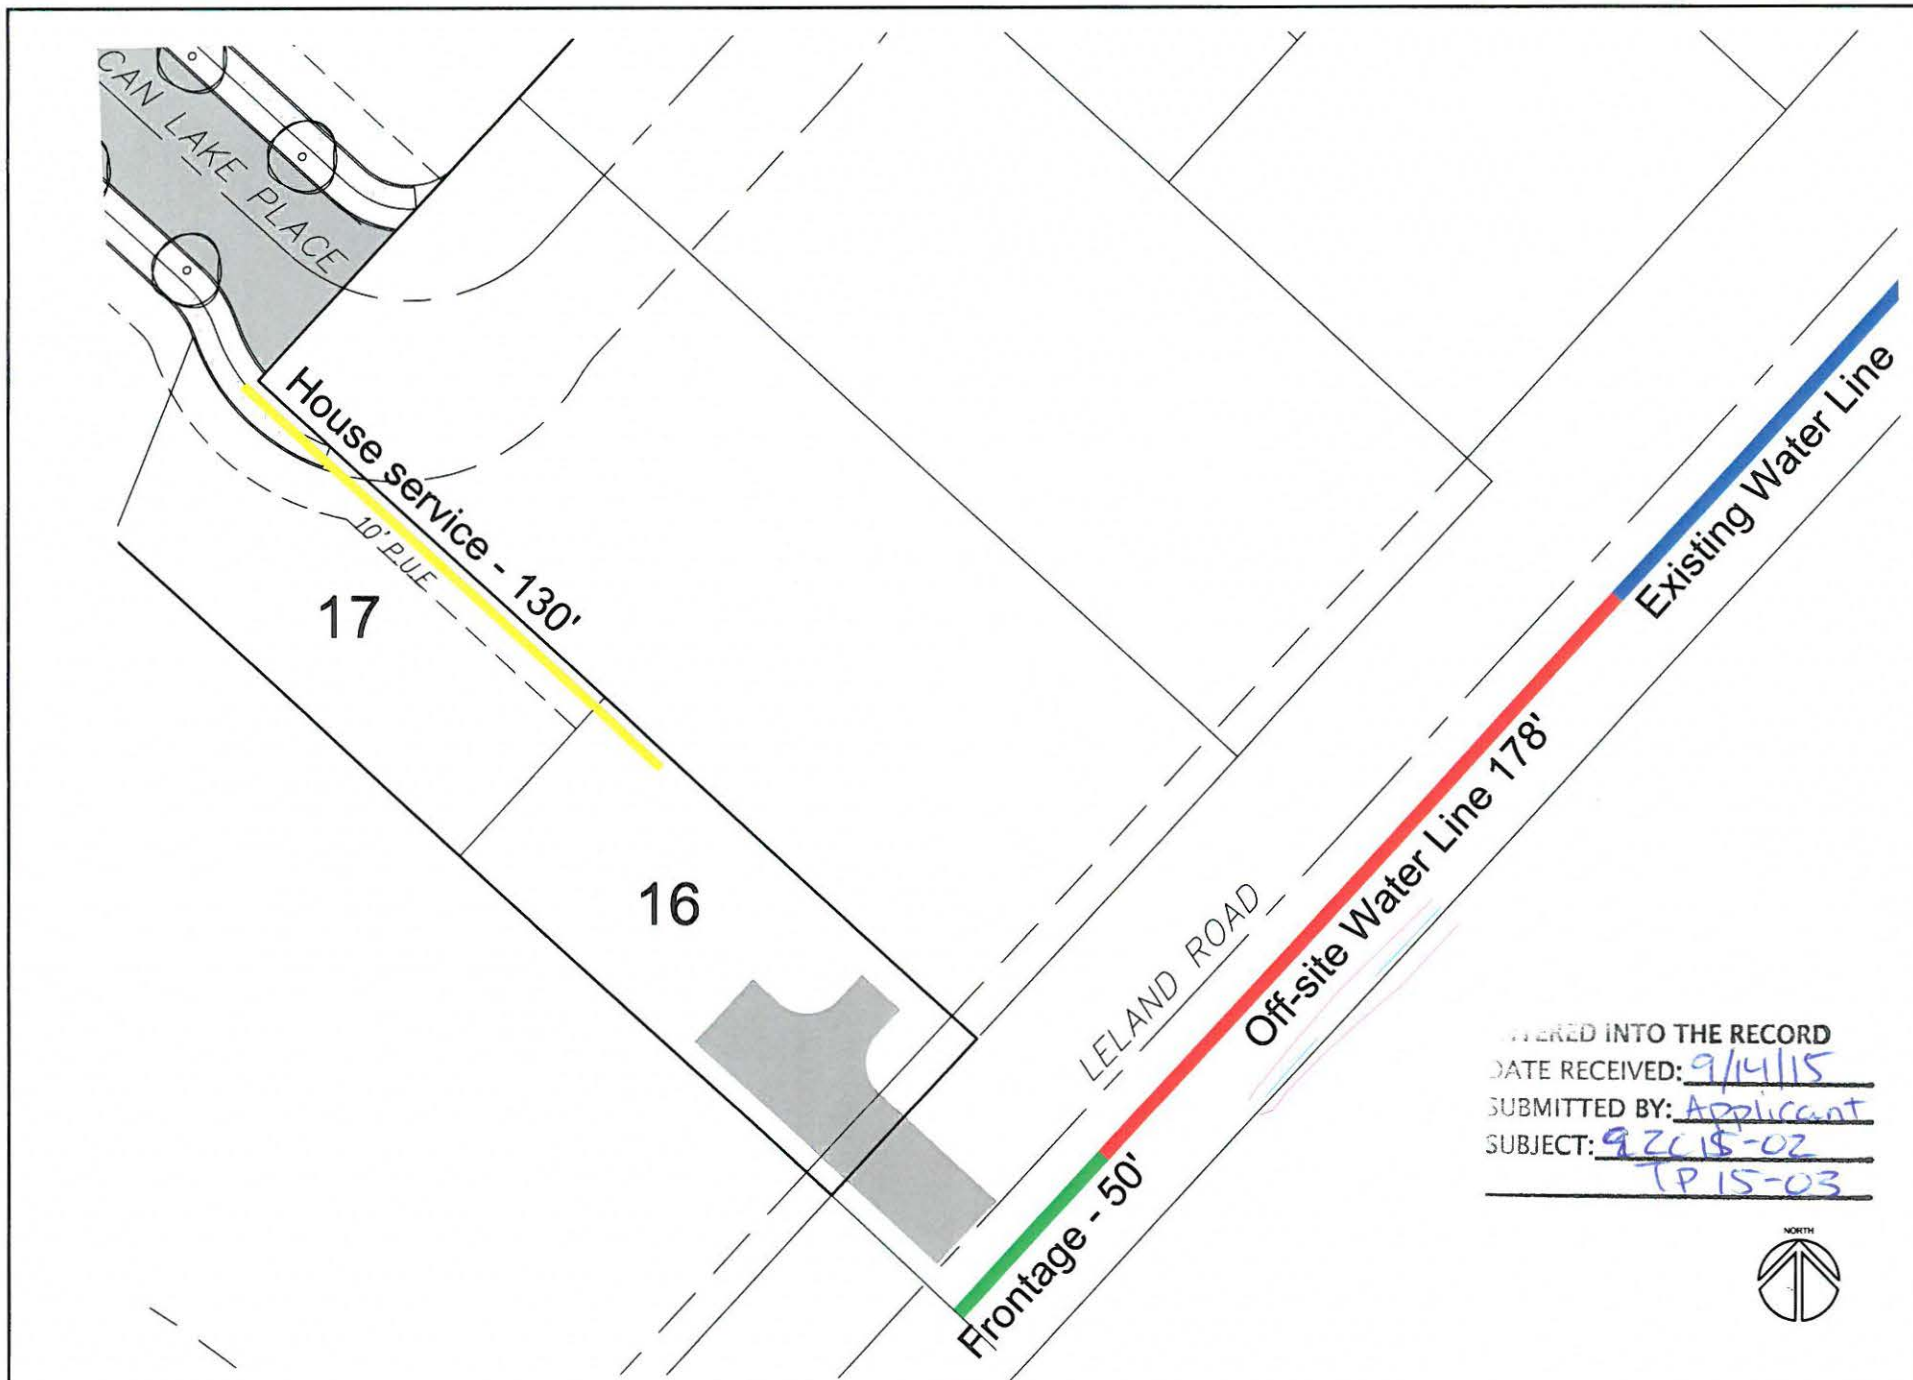 CAN LAKE PLACE
House service - 130'
10' P.U.E
17
16
Existing Water Line
Off-site Water Line 178'
LELAND ROAD
Frontage - 50'
INTO THE RECORD
DATE RECEIVED: 9/14/15
SUBMITTED BY: Applicant
SUBJECT: ZC15-02
TP 15-03
NORTH